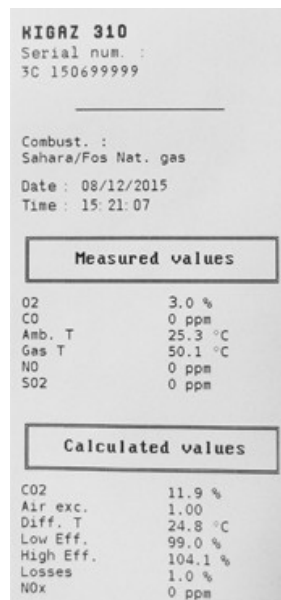 KIGAZ 310
Serial num. :
3C 150699999
Combust. :
Sahara/Fos Nat. gas
Date : 08/12/2015
Time : 15:21:07
Measured values
O2 3.0 %
CO 0 ppm
Amb. T 25.3 °C
Gas T 50.1 °C
NO 0 ppm
SO2 0 ppm
Calculated values
CO2 11.9 %
Air exc. 1.00
Diff. T 24.8 °C
Low Eff. 99.0 %
High Eff. 104.1 %
Losses 1.0 %
NOx 0 ppm